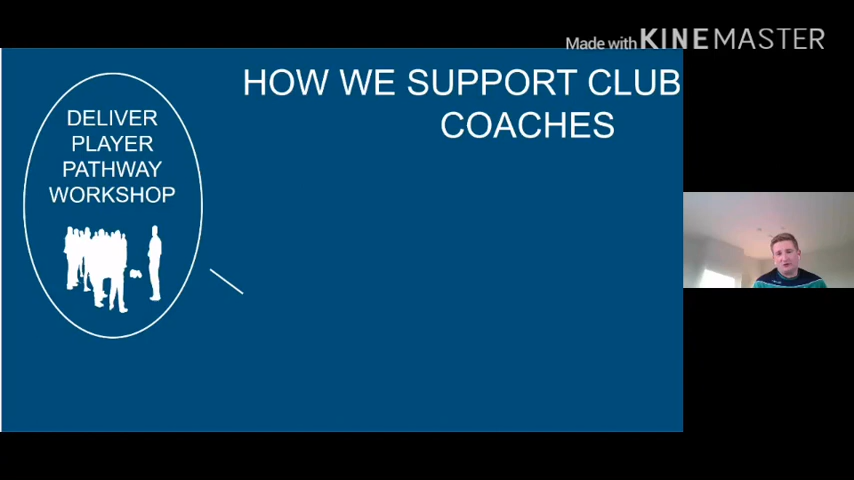 Made with KINEMASTER
HOW WE SUPPORT CLUB
COACHES
DELIVER
PLAYER
PATHWAY
WORKSHOP